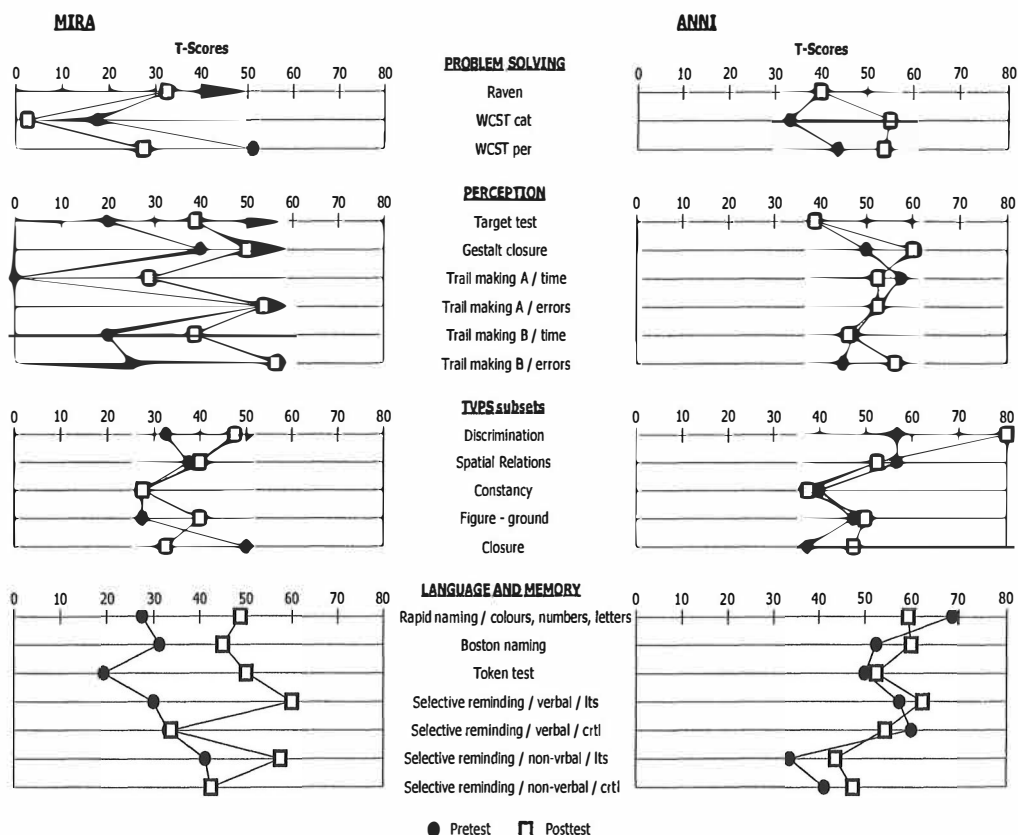 MIRA
ANNI
T-Scores
T-Scores
0 10 20 30 40 50 60 70 80
PROBLEM SOLVING
0 10 20 30 40 50 60 70 80
Raven
WCST cat
WCST per
0 10 20 30 40 50 60 70 80
PERCEPTION
0 10 20 30 40 50 60 70 80
Target test
Gestalt closure
Trail making A / time
Trail making A / errors
Trail making B / time
Trail making B / errors
0 10 20 30 40 50 60 70 80
TVPS subsets
0 10 20 30 40 50 60 70 80
Discrimination
Spatial Relations
Constancy
Figure - ground
Closure
0 10 20 30 40 50 60 70 80
LANGUAGE AND MEMORY
0 10 20 30 40 50 60 70 80
Rapid naming / colours, numbers, letters
Boston naming
Token test
Selective reminding / verbal / lts
Selective reminding / verbal / crtl
Selective reminding / non-vrbal / lts
Selective reminding / non-verbal / crtl
Pretest Posttest